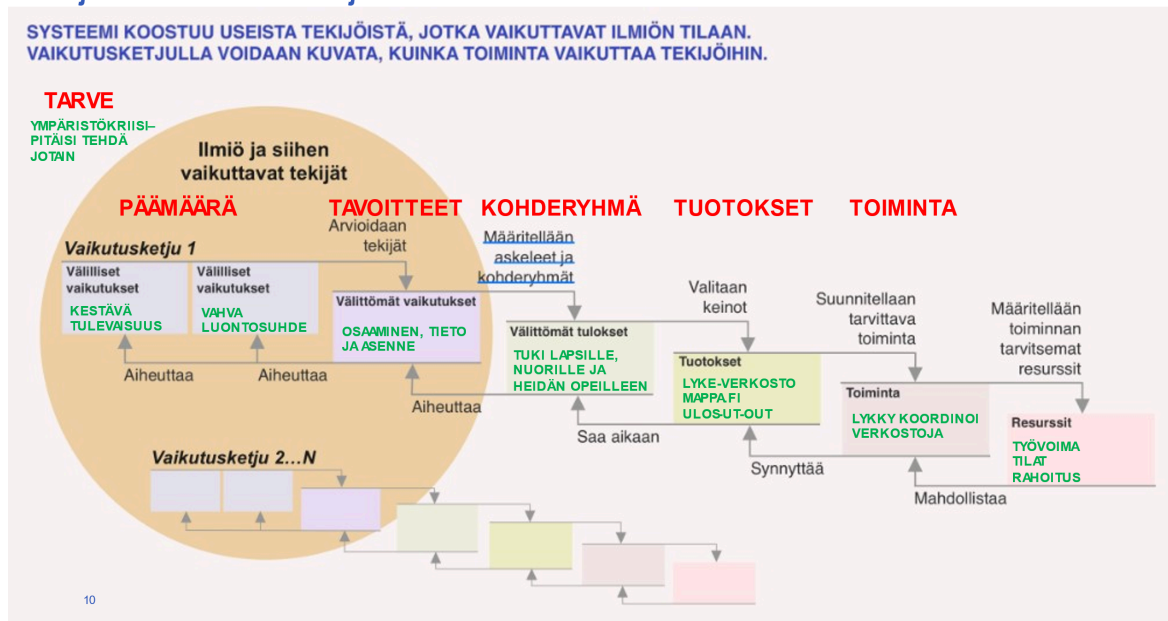 SYSTEEMI KOOSTUU USEISTA TEKIJÖISTÄ, JOTKA VAIKUTTAVAT ILMIÖN TILAAN.
VAIKUTUSKETJULLA VOIDAAN KUVATA, KUINKA TOIMINTA VAIKUTTAA TEKIJÖIHIN.
TARVE
YMPÄRISTÖKRIISI–
PITÄISI TEHDÄ
JOTAIN
Ilmiö ja siihen
vaikuttavat tekijät
PÄÄMÄÄRÄ
TAVOITTEET
KOHDERYHMÄ
TUOTOKSET
TOIMINTA
Vaikutusketju 1
Arvioidaan
tekijät
Määritellään
askeleet ja
kohderyhmät
Valitaan
keinot
Suunnitellaan
tarvittava
toiminta
Määritellään
toiminnan
tarvitsemat
resurssit
Välilliset
vaikutukset
KESTÄVÄ
TULEVAISUUS
Välilliset
vaikutukset
VAHVA
LUONTOSUHDE
Välittömät vaikutukset
OSAAMINEN, TIETO
JA ASENNE
Välittömät tulokset
TUKI LAPSILLE,
NUORILLE JA
HEIDÄN OPEILLEEN
Tuotokset
LYKE-VERKOSTO
MAPPA.FI
ULOS-UT-OUT
Toiminta
LYKKY KOORDINOI
VERKOSTOJA
Resurssit
TYÖVOIMA
TILAT
RAHOITUS
Aiheuttaa
Aiheuttaa
Aiheuttaa
Saa aikaan
Synnyttää
Mahdollistaa
Vaikutusketju 2...N
10